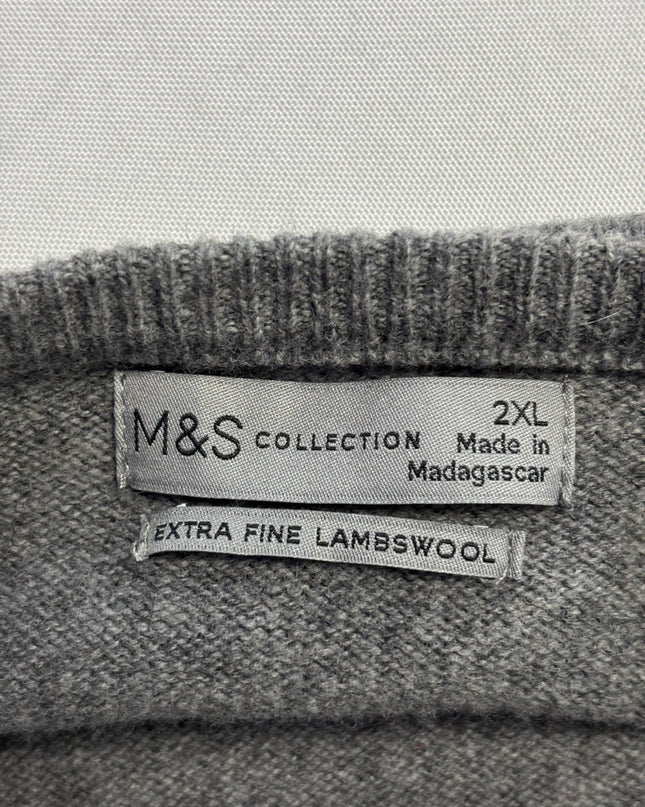 M&S COLLECTION
2XL
Made in
Madagascar
EXTRA FINE LAMBSWOOL